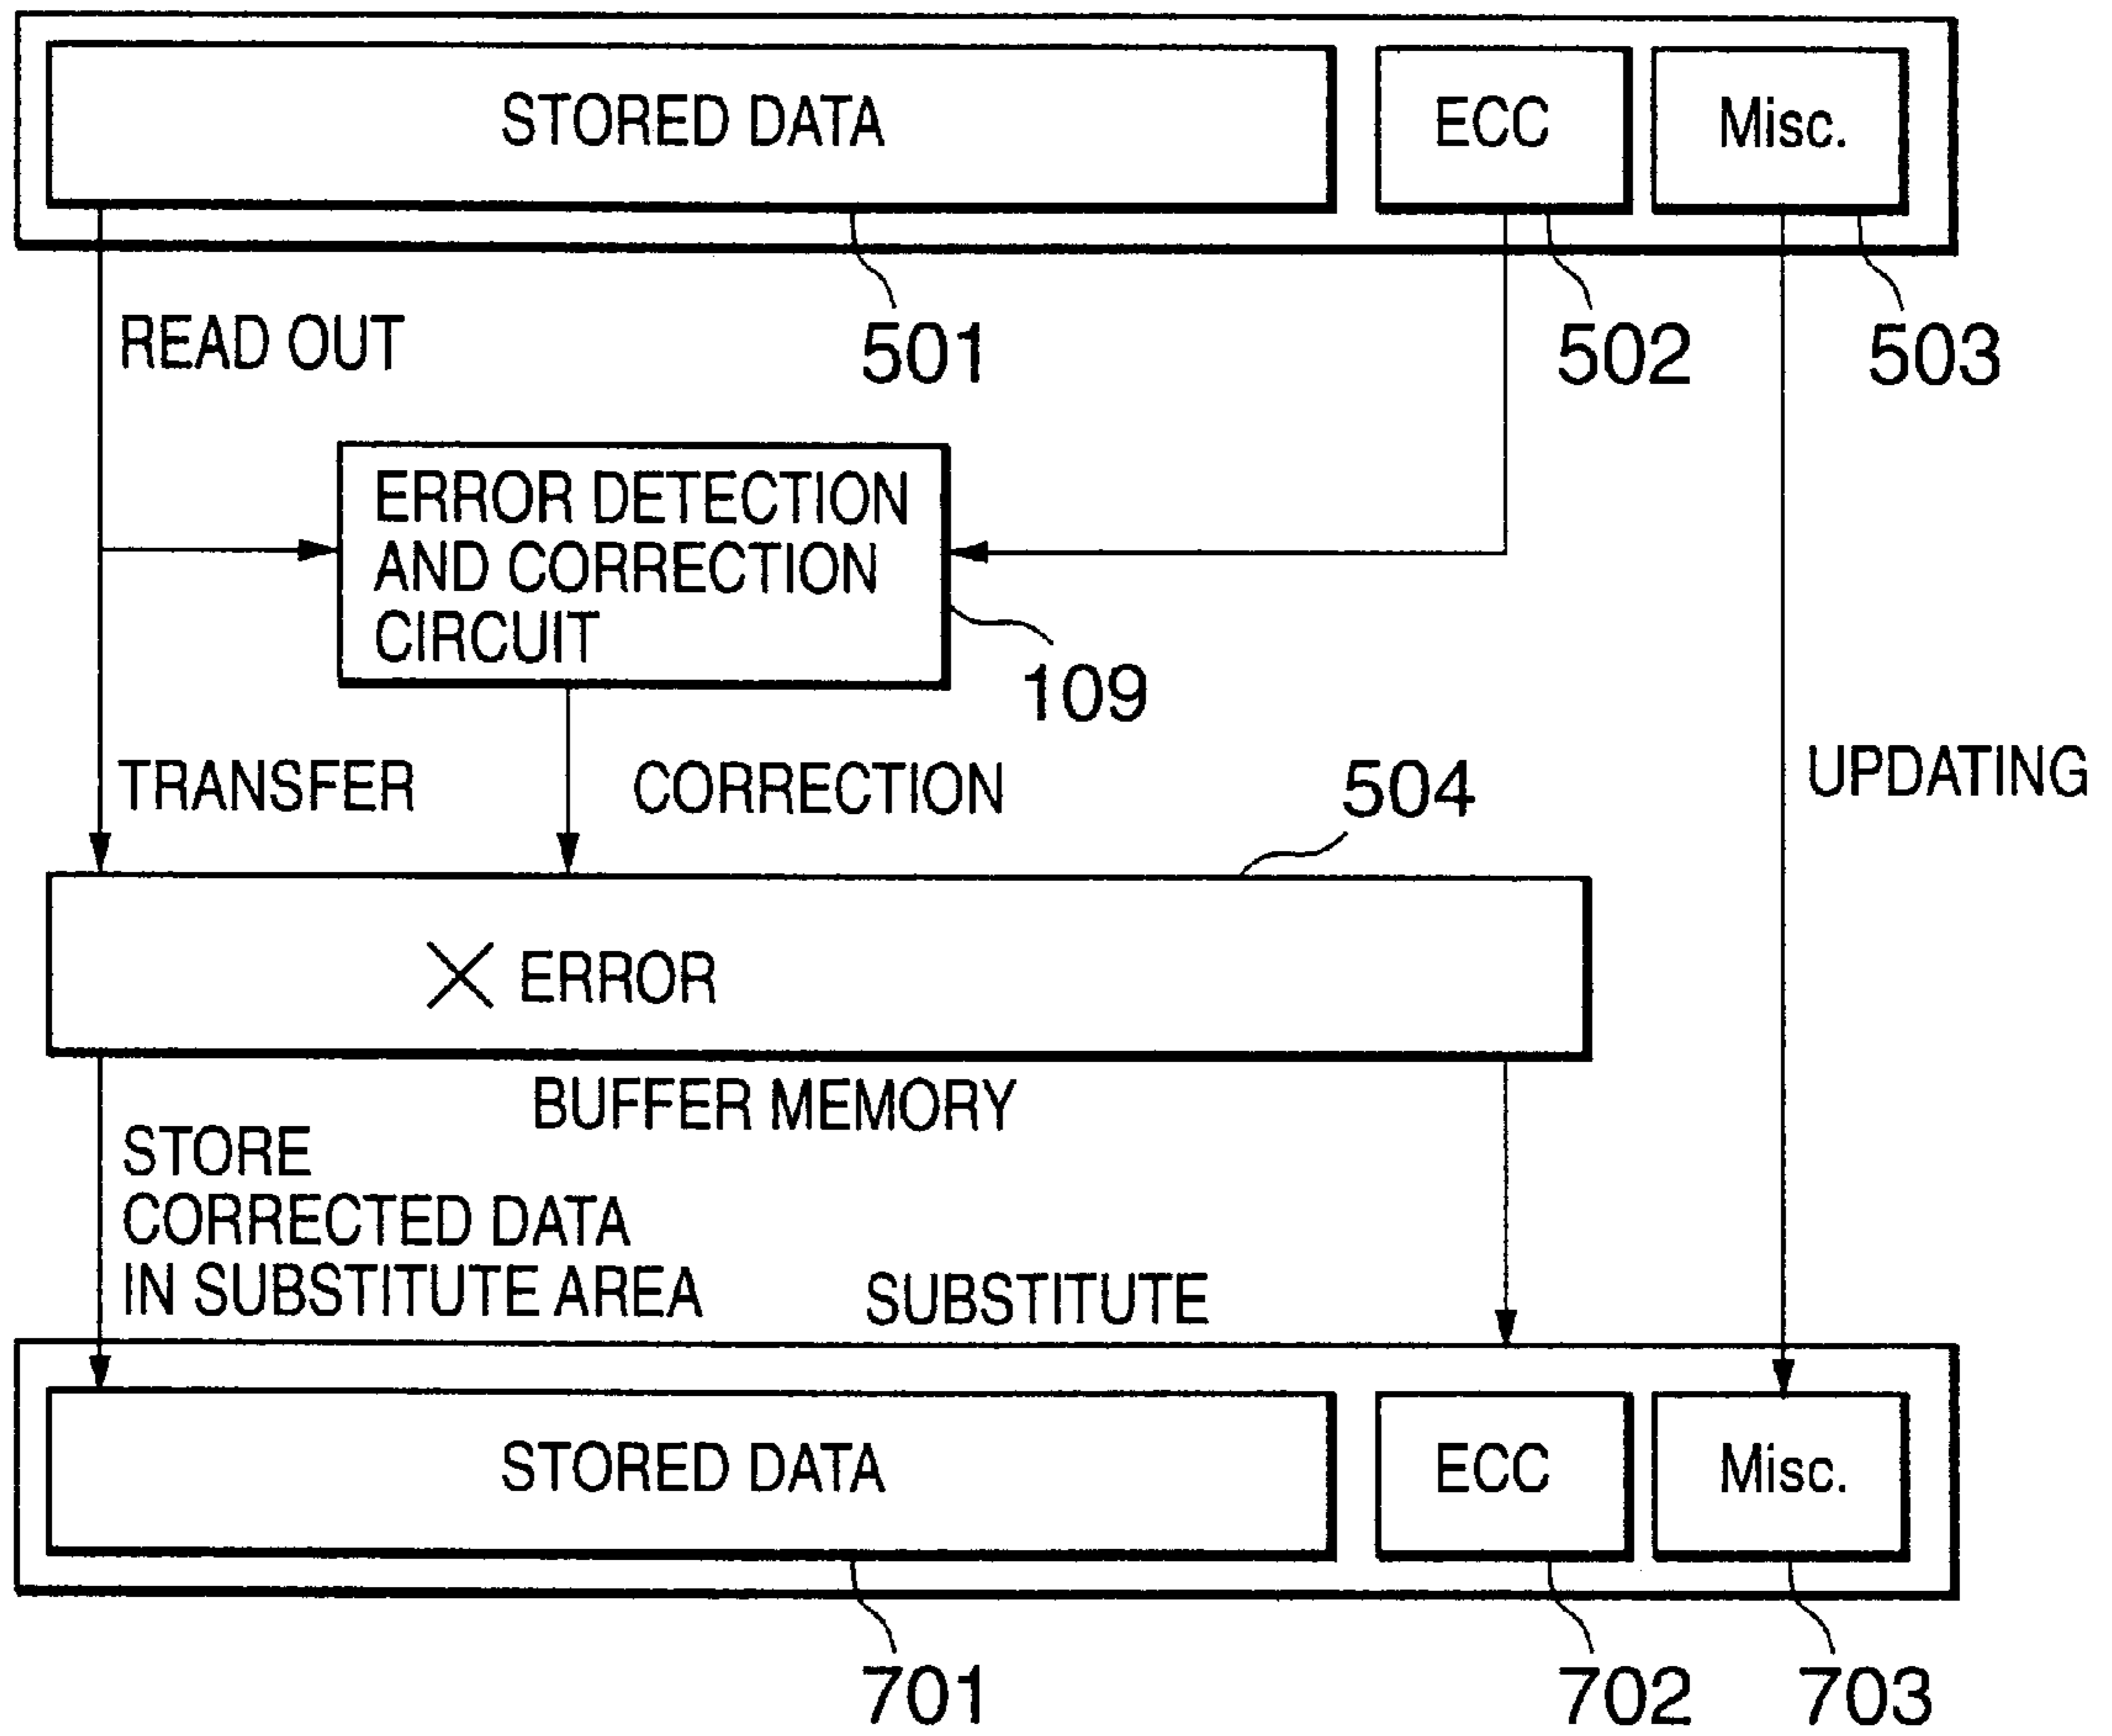 STORED DATA
ECC
Misc.
READ OUT
501
502
503
ERROR DETECTION
AND CORRECTION
CIRCUIT
109
TRANSFER
CORRECTION
504
UPDATING
ERROR
BUFFER MEMORY
STORE
CORRECTED DATA
IN SUBSTITUTE AREA
SUBSTITUTE
STORED DATA
ECC
Misc.
701
702
703